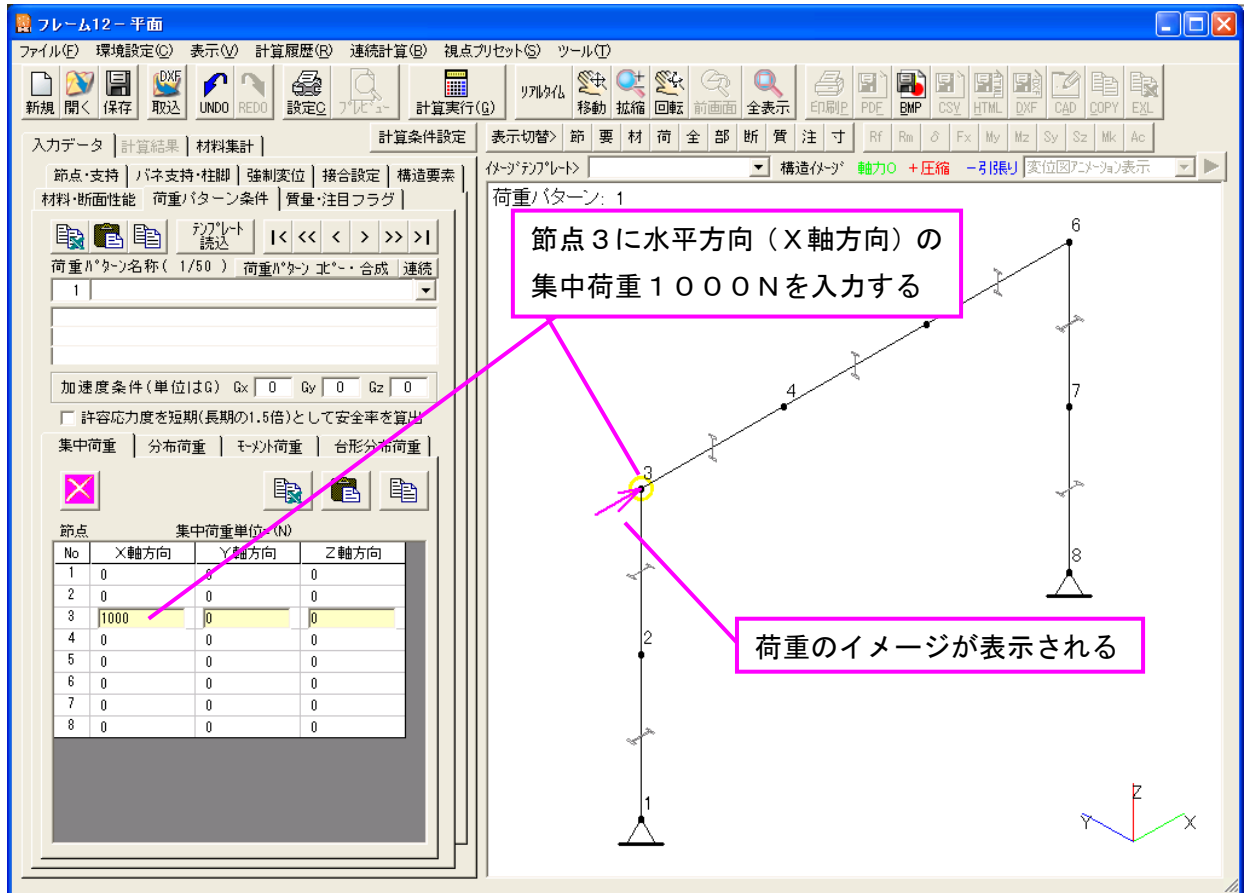 フレーム12－平面
ファイル(F) 環境設定(C) 表示(V) 計算履歴(R) 連続計算(B) 視点プリセット(S) ツール(T)
新規 開く 保存 DXF 取込 UNDO REDO 設定C ﾌﾟﾚﾋﾞｭｰ 計算実行(G) ﾘｱﾙﾀｲﾑ 移動 拡縮 回転 前画面 全表示 印刷P PDF BMP CSV HTML DXF CAD COPY EXL
入力データ 計算結果 材料集計 計算条件設定
表示切替> 節 要 材 荷 全 部 断 質 注 寸 Rf Rm δ Fx My Mz Sy Sz Mk Ac
ｲﾒｰｼﾞﾃﾝﾌﾟﾚｰﾄ> 構造ｲﾒｰｼﾞ 軸力0 +圧縮 －引張り 変位図ｱﾆﾒｰｼｮﾝ表示
節点・支持 バネ支持・柱脚 強制変位 接合設定 構造要素
材料・断面性能 荷重パターン条件 質量・注目フラグ
ﾃﾝﾌﾟﾚｰﾄ読込 |< << < > >> >|
荷重ﾊﾟﾀｰﾝ名称( 1/50 ) 荷重ﾊﾟﾀｰﾝ ｺﾋﾟｰ・合成 連続
1
加速度条件(単位はG) Gx 0 Gy 0 Gz 0
許容応力度を短期(長期の1.5倍)として安全率を算出
集中荷重 分布荷重 ﾓｰﾒﾝﾄ荷重 台形分布荷重
節点 集中荷重単位=(N)
No X軸方向 Y軸方向 Z軸方向
1 0 0 0
2 0 0 0
3 1000 0 0
4 0 0 0
5 0 0 0
6 0 0 0
7 0 0 0
8 0 0 0
荷重パターン: 1
節点３に水平方向（Ｘ軸方向）の
集中荷重１０００Ｎを入力する
6
4
7
3
8
2
荷重のイメージが表示される
1
Z
Y
X